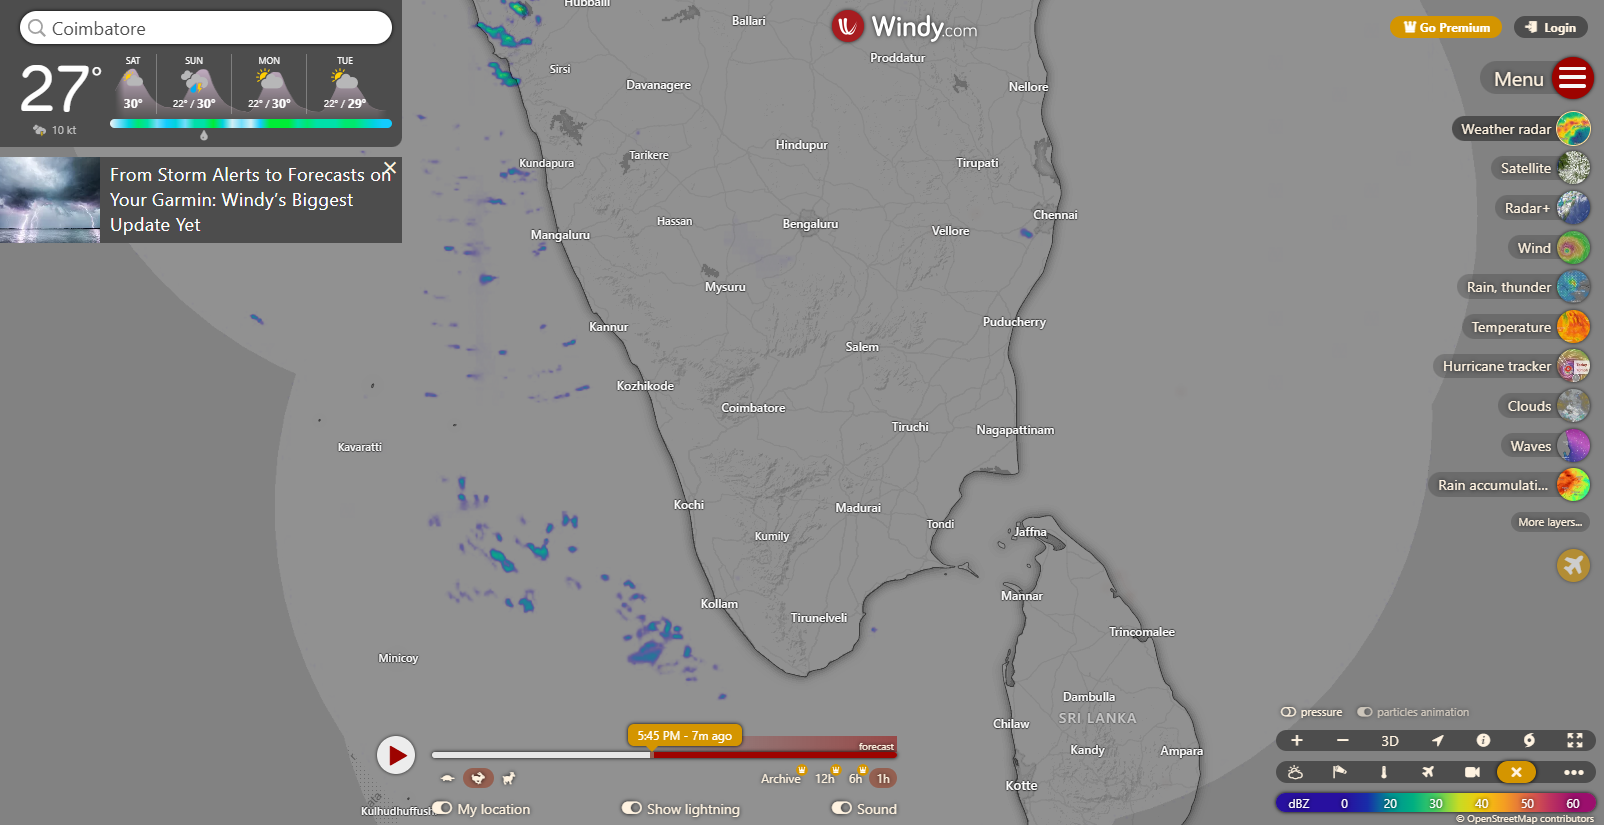 Coimbatore
27°
10 kt
SAT
SUN
MON
TUE
30°
22° / 30°
22° / 30°
22° / 29°
From Storm Alerts to Forecasts on
Your Garmin: Windy's Biggest
Update Yet
Windy.com
Go Premium
Login
Menu
Weather radar
Satellite
Radar+
Wind
Rain, thunder
Temperature
Hurricane tracker
Clouds
Waves
Rain accumulati...
More layers...
Hubballi
Ballari
Proddatur
Sirsi
Davanagere
Nellore
Hindupur
Kundapura
Tarikere
Tirupati
Hassan
Bengaluru
Chennai
Mangaluru
Vellore
Mysuru
Kannur
Puducherry
Salem
Kozhikode
Coimbatore
Tiruchi
Nagapattinam
Kavaratti
Kochi
Madurai
Tondi
Jaffna
Kumily
Mannar
Kollam
Tirunelveli
Trincomalee
Minicoy
Dambulla
Chilaw
SRI LANKA
Kandy
Ampara
Kotte
Kulhudhuffushi
5:45 PM - 7m ago
forecast
Archive
12h
6h
1h
My location
Show lightning
Sound
pressure
particles animation
3D
dBZ
0
20
30
40
50
60
© OpenStreetMap contributors